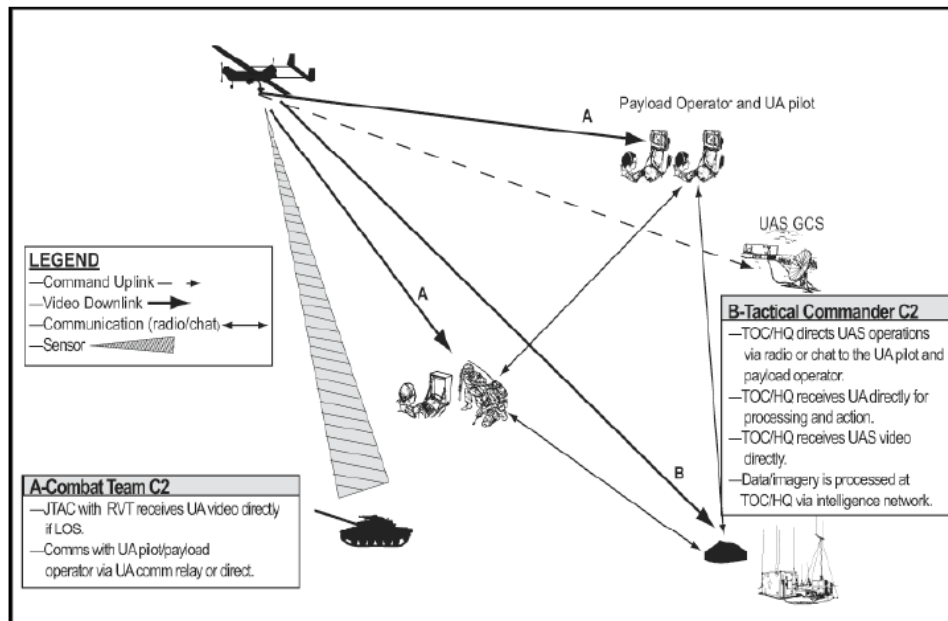 A
Payload Operator and UA pilot
UAS GCS
LEGEND
—Command Uplink
—Video Downlink
—Communication (radio/chat)
—Sensor
A
B
B-Tactical Commander C2
—TOC/HQ directs UAS operations
via radio or chat to the UA pilot and
payload operator.
—TOC/HQ receives UA directly for
processing and action.
—TOC/HQ receives UAS video
directly.
—Data/imagery is processed at
TOC/HQ via intelligence network.
A-Combat Team C2
—JTAC with RVT receives UA video directly
if LOS.
—Comms with UA pilot/payload
operator via UA comm relay or direct.